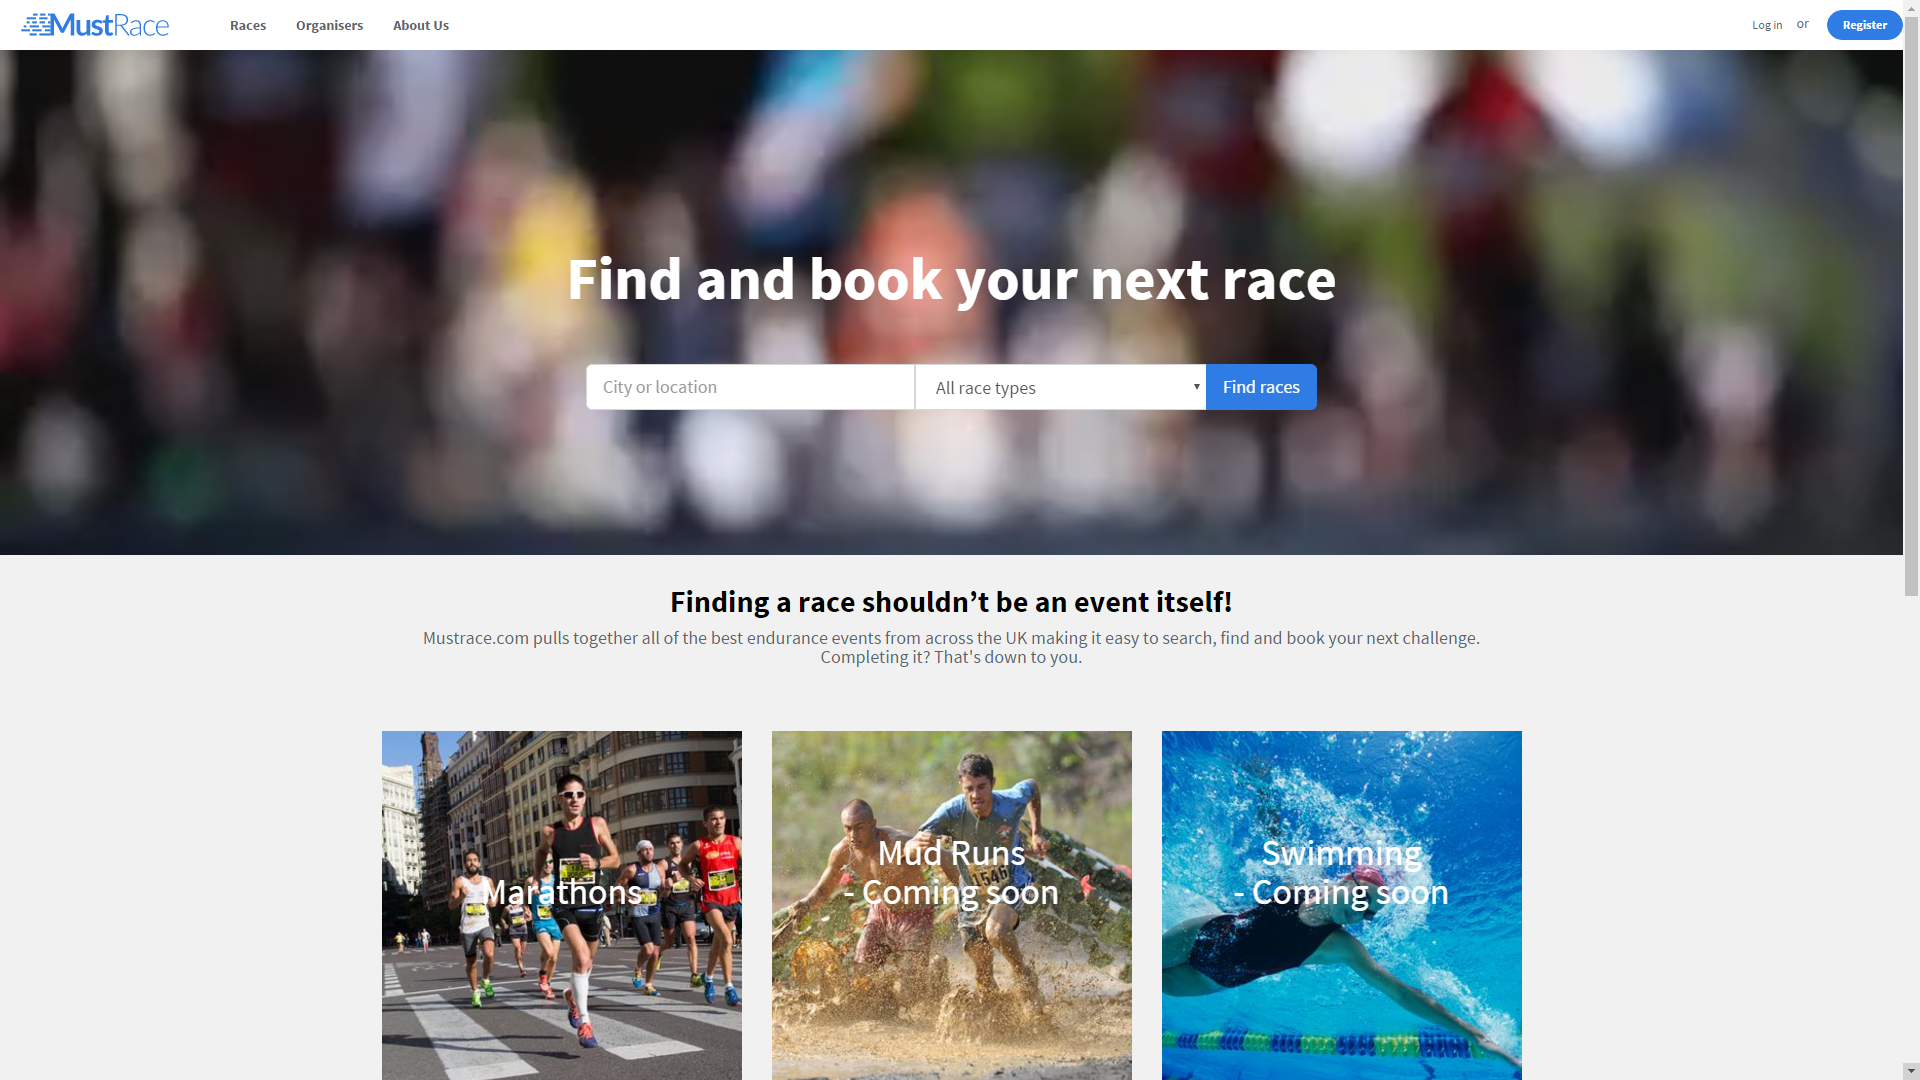 MustRace
Races
Organisers
About Us
Log in
or
Register
Find and book your next race
City or location
All race types
Find races
Finding a race shouldn’t be an event itself!
Mustrace.com pulls together all of the best endurance events from across the UK making it easy to search, find and book your next challenge.
Completing it? That's down to you.
Marathons
Mud Runs
- Coming soon
1546
Swimming
- Coming soon